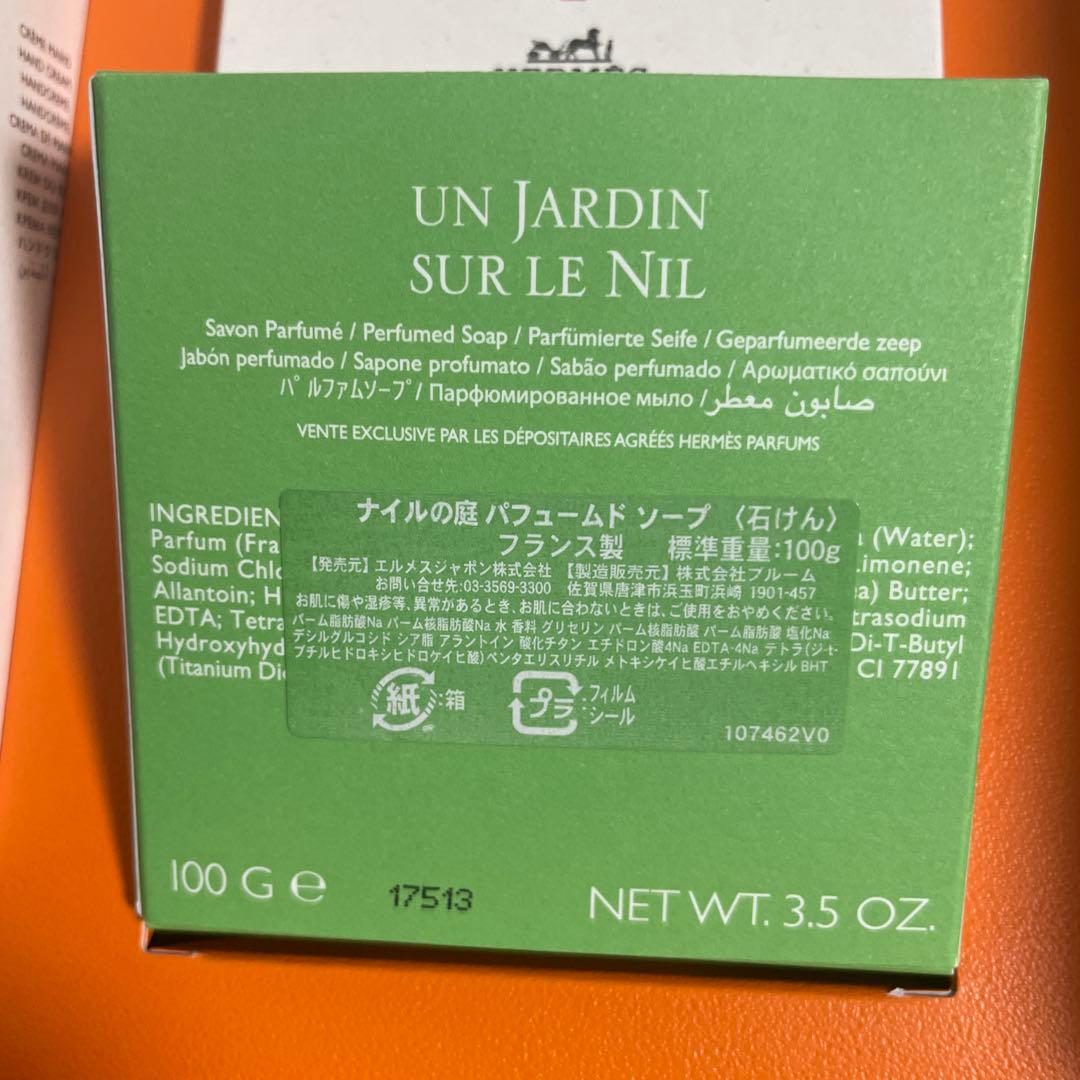 HERMÈS
CRÈME MAINS
HAND CREAM
HANDCREME
UN JARDIN
SUR LE NIL
Savon Parfumé / Perfumed Soap / Parfümierte Seife / Geparfumeerde zeep
Jabón perfumado / Sapone profumato / Sabão perfumado / Αρωματικό σαπούνι
パルファムソープ / Парфюмированное мыло / صابون معطر
VENTE EXCLUSIVE PAR LES DÉPOSITAIRES AGRÉÉS HERMÈS PARFUMS
INGREDIEN
(Water);
Parfum (Fra
Limonene;
Sodium Chl
Butter;
Allantoin;
EDTA; Tetra
Di-T-Butyl
Hydroxyhyd
CI 77891
(Titanium Di
ナイルの庭 パフュームド ソープ 〈石けん〉
フランス製 標準重量:100g
【発売元】エルメスジャポン株式会社 【製造販売元】株式会社ブルーム
お問い合せ先:03-3569-3300 佐賀県唐津市浜玉町浜崎 1901-457
お肌に傷や湿疹等、異常があるとき、お肌に合わないときは、ご使用をおやめください。
パーム脂肪酸Na パーム核脂肪酸Na 水 香料 グリセリン パーム核脂肪酸 パーム脂肪酸 塩化Na
デシルグルコシド シア脂 アラントイン 酸化チタン エチドロン酸4Na EDTA-4Na テトラ(ジ-t-
ブチルヒドロキシヒドロケイヒ酸)ペンタエリスリチル メトキシケイヒ酸エチルヘキシル BHT
紙 :箱
プラ :フィルム
:シール
107462V0
100 G e
17513
NET WT. 3.5 OZ.